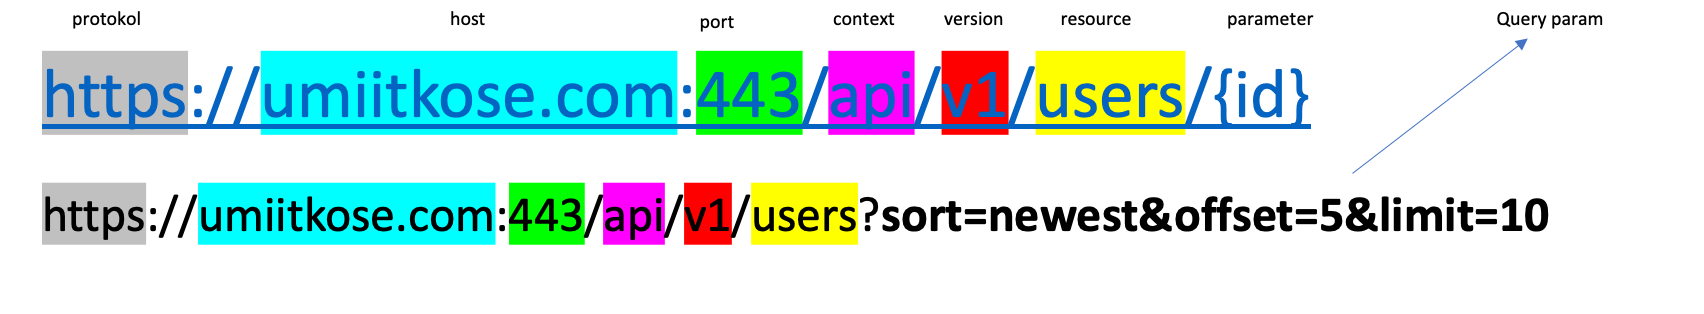 protokol host port context version resource parameter Query param
https://umiitkose.com:443/api/v1/users/{id}
https://umiitkose.com:443/api/v1/users?sort=newest&offset=5&limit=10